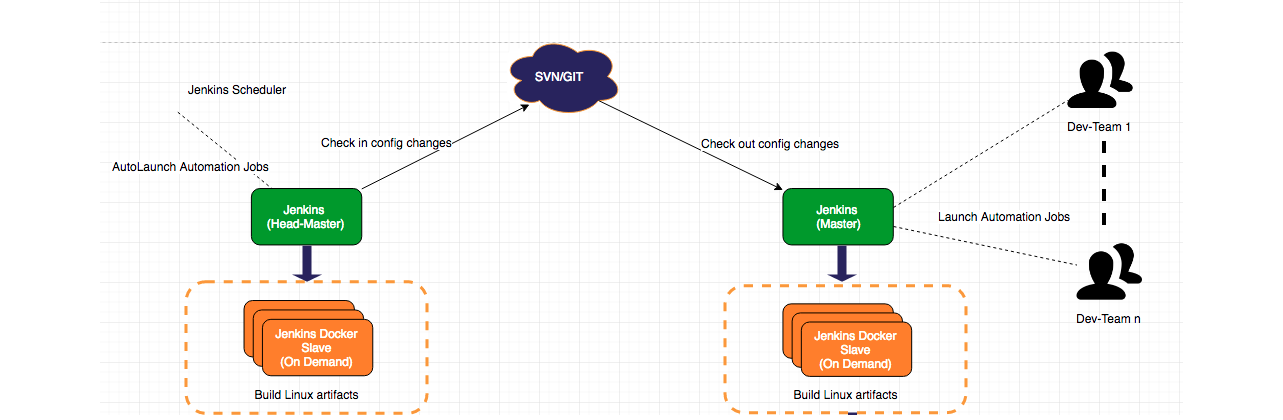 SVN/GIT
Jenkins Scheduler
Dev-Team 1
Check in config changes
Check out config changes
AutoLaunch Automation Jobs
Jenkins
(Head-Master)
Jenkins
(Master)
Launch Automation Jobs
Dev-Team n
Jenkins Docker
Slave
(On Demand)
Build Linux artifacts
Jenkins Docker
Slave
(On Demand)
Build Linux artifacts